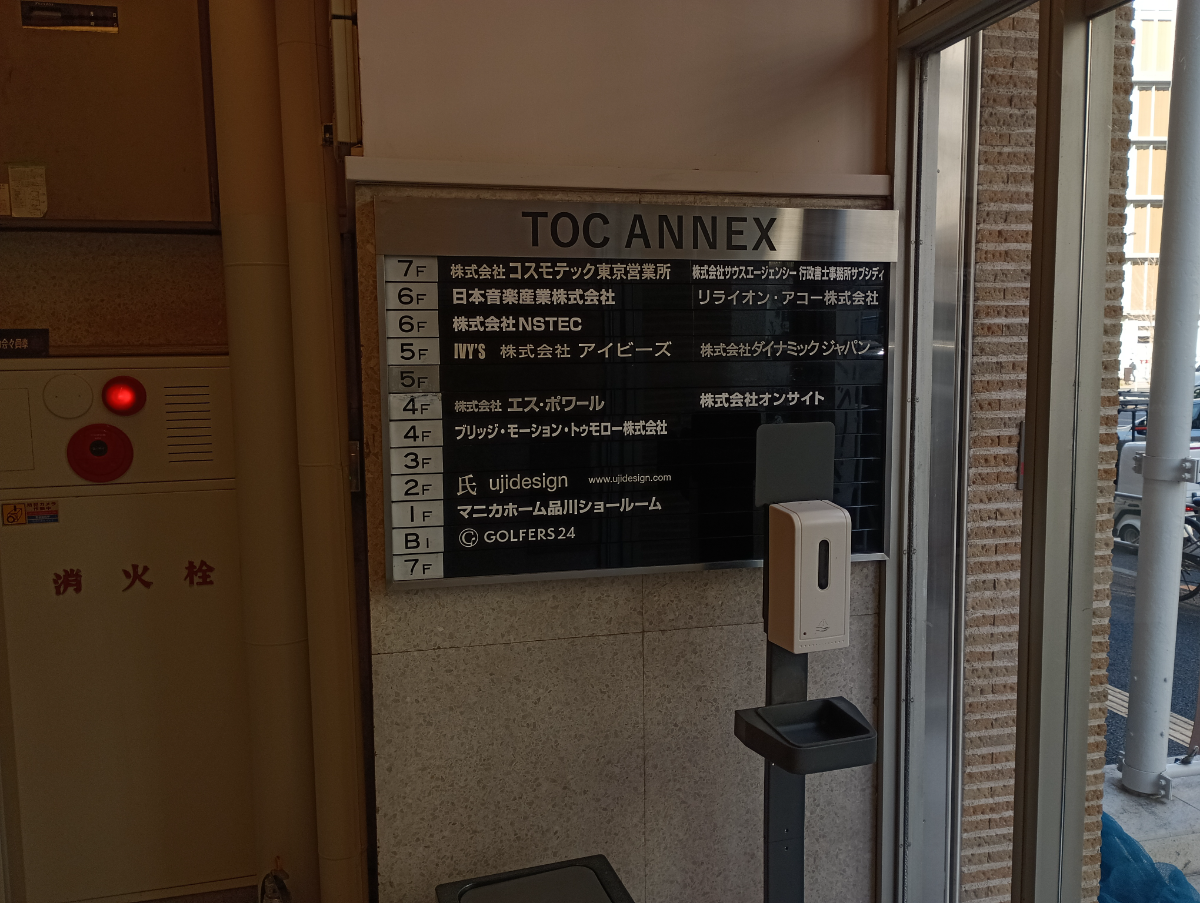 TOC ANNEX
7F 株式会社コスモテック東京営業所 株式会社サウスエージェンシー 行政書士事務所サブシディ
6F 日本音楽産業株式会社 リライオン・アコー株式会社
6F 株式会社NSTEC
5F IVY'S 株式会社 アイビーズ 株式会社ダイナミックジャパン
5F
4F 株式会社 エス・ポワール 株式会社オンサイト
4F ブリッジ・モーション・トゥモロー株式会社
3F
2F 氏 ujidesign www.ujidesign.com
1F マニカホーム品川ショールーム
B1 GOLFERS24
7F
消火栓